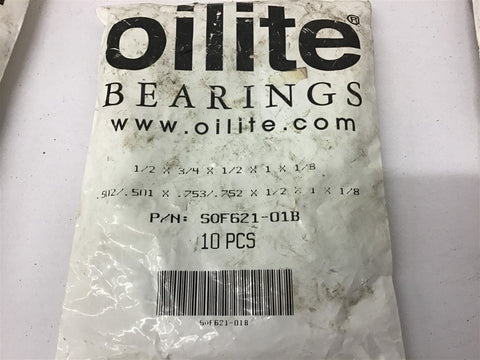 oilite®
BEARINGS
www.oilite.com
1/2 X 3/4 X 1/2 X 1 X 1/8
.502/.501 X .753/.752 X 1/2 X 1 X 1/8
P/N: SOF621-01B
10 PCS
SOF621-01B